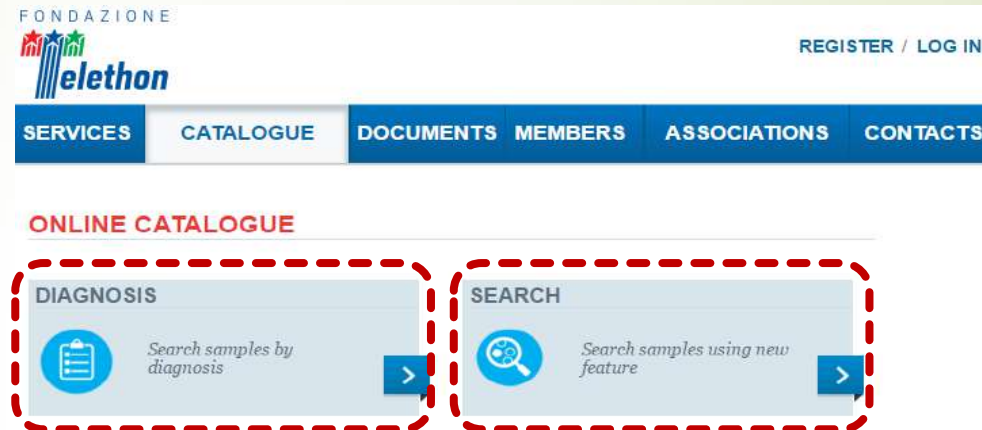 FONDAZIONE
Telethon
REGISTER / LOG IN
SERVICES CATALOGUE DOCUMENTS MEMBERS ASSOCIATIONS CONTACTS
ONLINE CATALOGUE
DIAGNOSIS
Search samples by
diagnosis
SEARCH
Search samples using new
feature